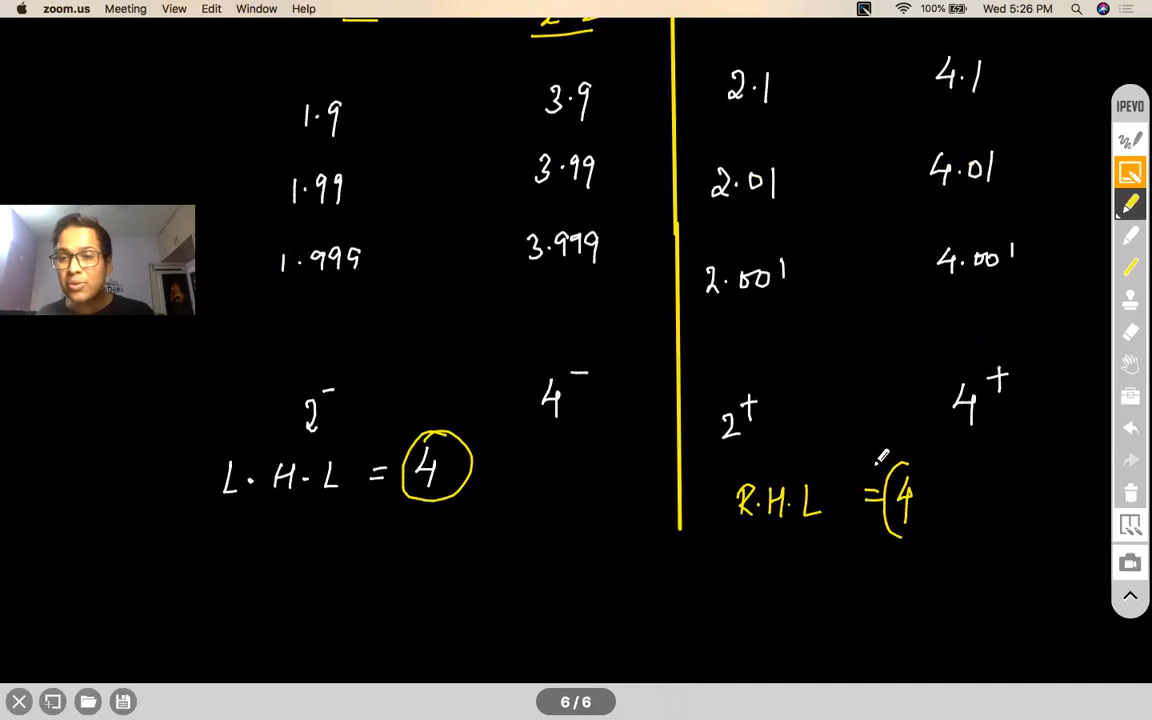 zoom.us Meeting View Edit Window Help 100% Wed 5:26 PM
IPEVO
1.9 3.9
1.99 3.99
1.999 3.999
2⁻ 4⁻
L.H.L = 4
2.1 4.1
2.01 4.01
2.001 4.001
2⁺ 4⁺
R.H.L = 4
6/6